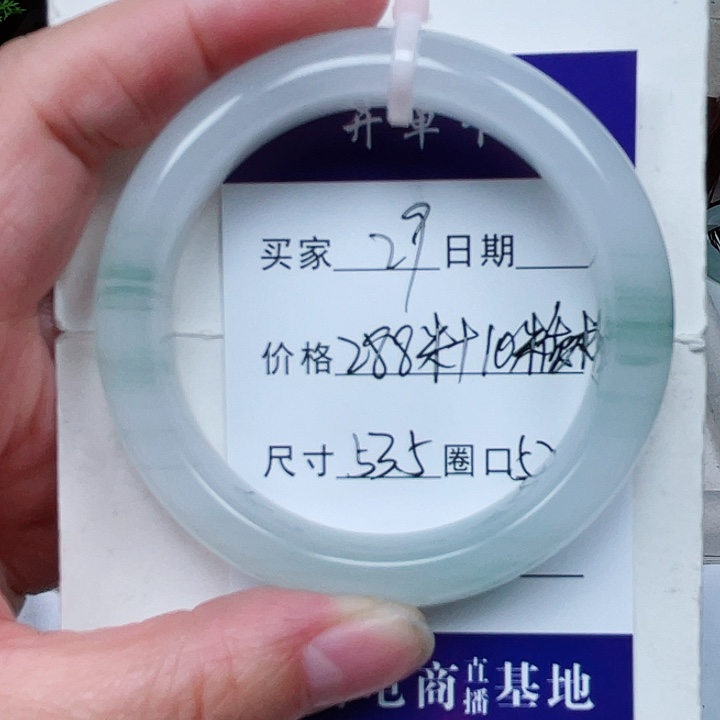 开单
买家 29 日期
价格 288米+10
尺寸 53.5 圈口 5
电商直播基地